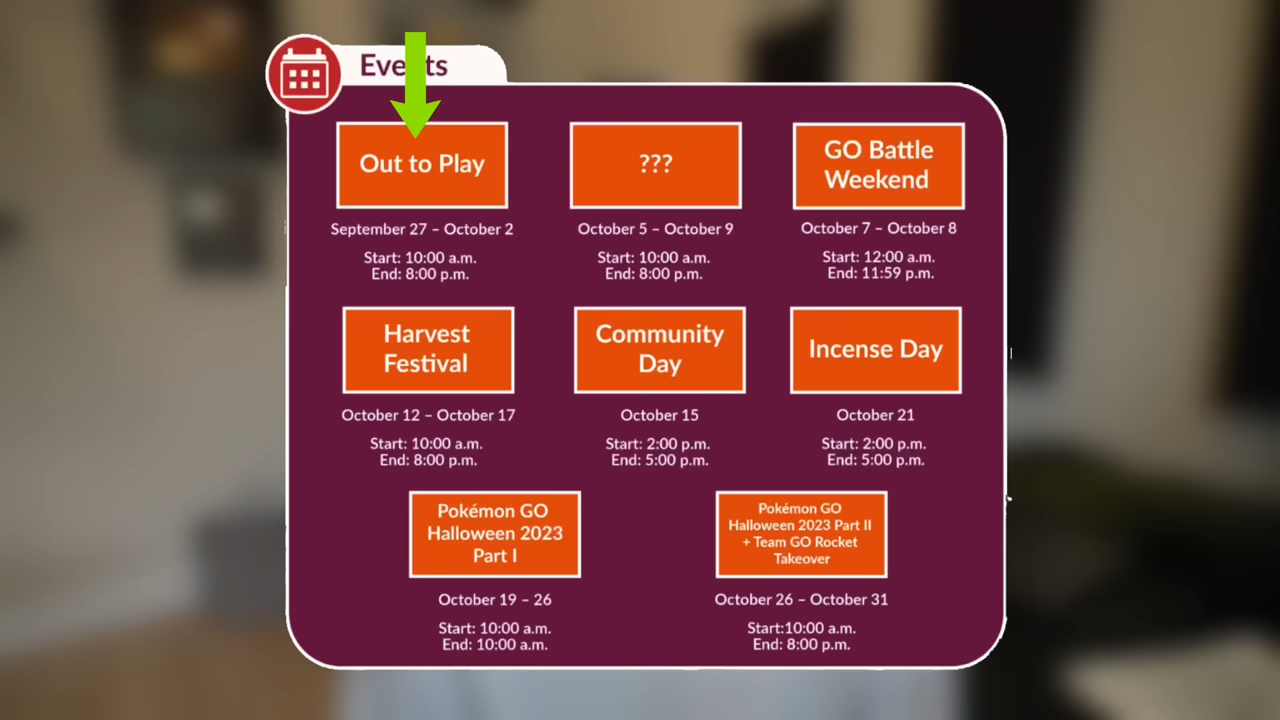 Events
Out to Play
September 27 – October 2
Start: 10:00 a.m.
End: 8:00 p.m.
???
October 5 – October 9
Start: 10:00 a.m.
End: 8:00 p.m.
GO Battle
Weekend
October 7 – October 8
Start: 12:00 a.m.
End: 11:59 p.m.
Harvest
Festival
October 12 – October 17
Start: 10:00 a.m.
End: 8:00 p.m.
Community
Day
October 15
Start: 2:00 p.m.
End: 5:00 p.m.
Incense Day
October 21
Start: 2:00 p.m.
End: 5:00 p.m.
Pokémon GO
Halloween 2023
Part I
October 19 – 26
Start: 10:00 a.m.
End: 10:00 a.m.
Pokémon GO
Halloween 2023 Part II
+ Team GO Rocket
Takeover
October 26 – October 31
Start:10:00 a.m.
End: 8:00 p.m.